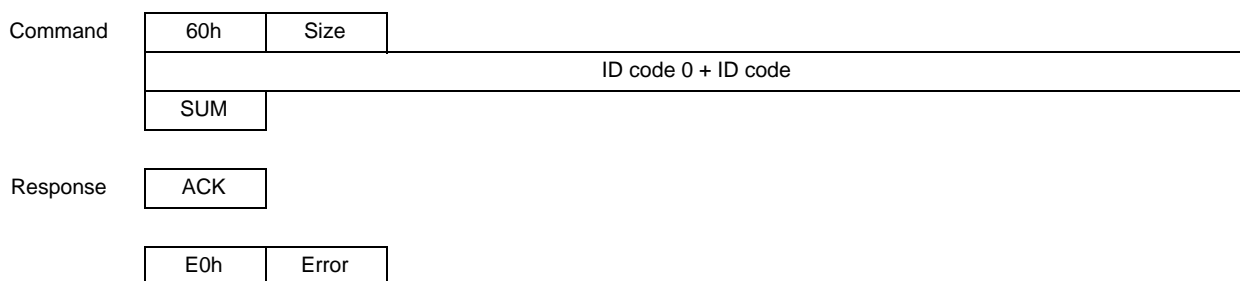 Command 60h Size
ID code 0 + ID code
SUM
Response ACK
E0h Error